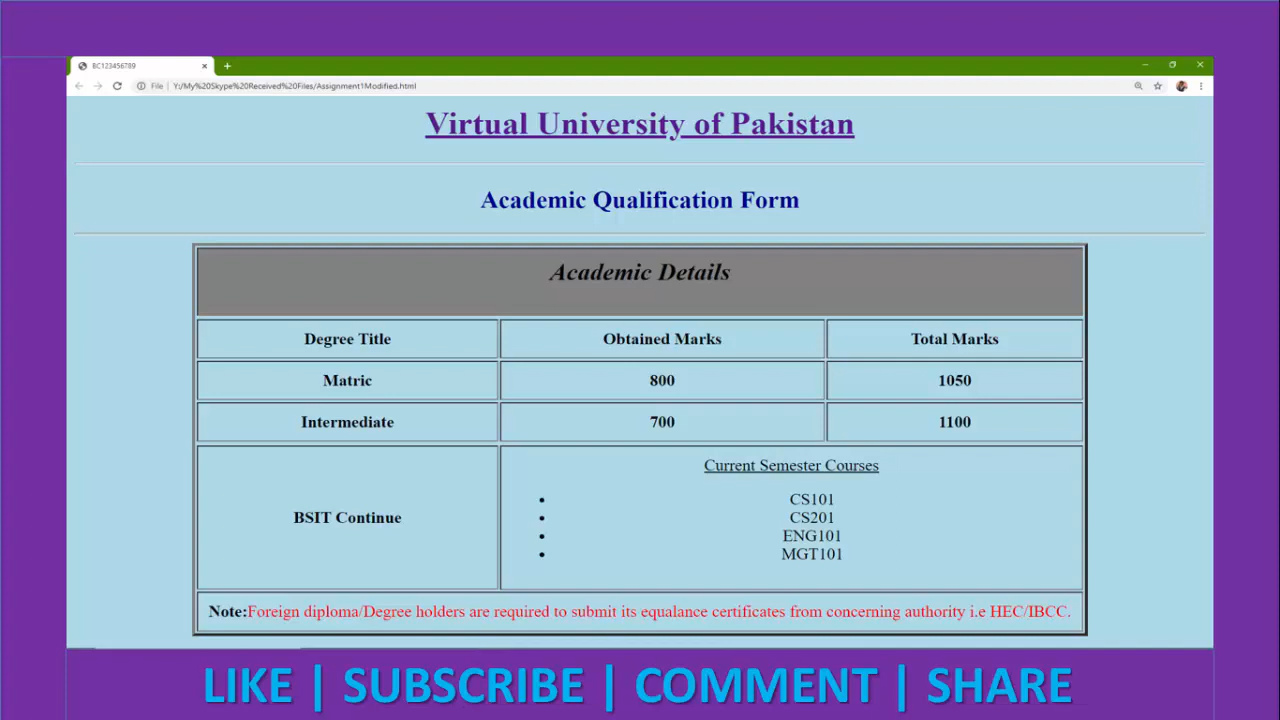 BC123456789
File | Y:/My%20Skype%20Received%20Files/Assignment1Modified.html
Virtual University of Pakistan
Academic Qualification Form
Academic Details
Degree Title Obtained Marks Total Marks
Matric 800 1050
Intermediate 700 1100
BSIT Continue
Current Semester Courses
• CS101
• CS201
• ENG101
• MGT101
Note:Foreign diploma/Degree holders are required to submit its equalance certificates from concerning authority i.e HEC/IBCC.
LIKE | SUBSCRIBE | COMMENT | SHARE